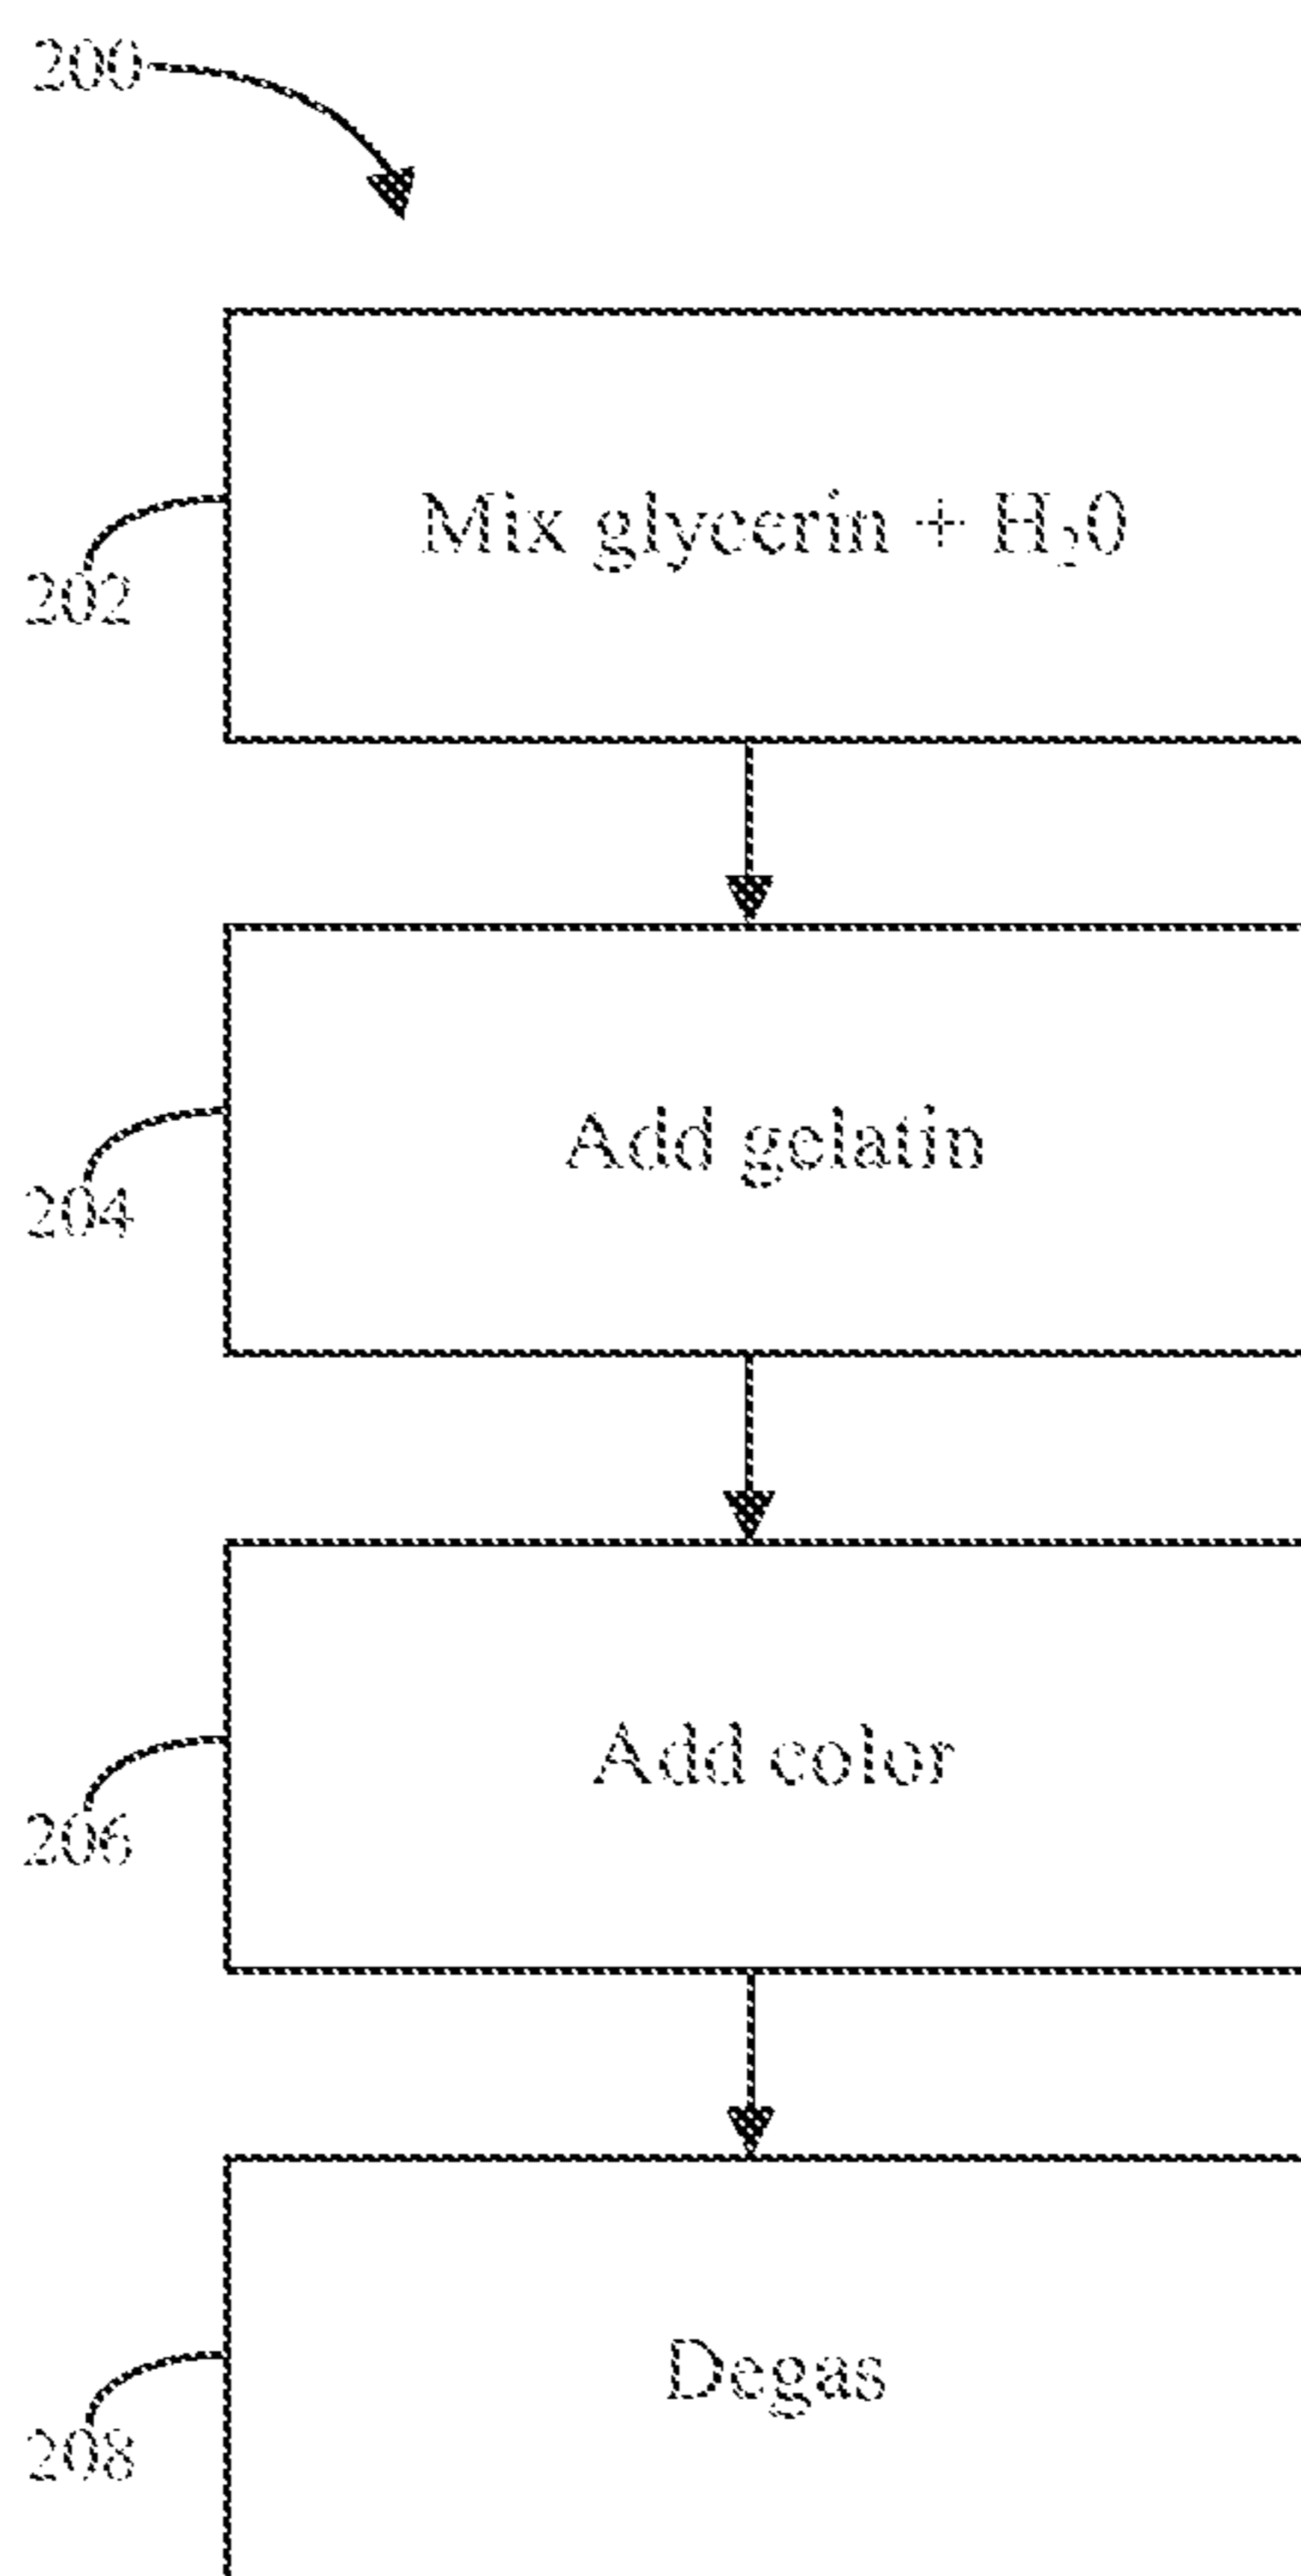 200
Mix glycerin + H₂0
202
Add gelatin
204
Add color
206
Degas
208